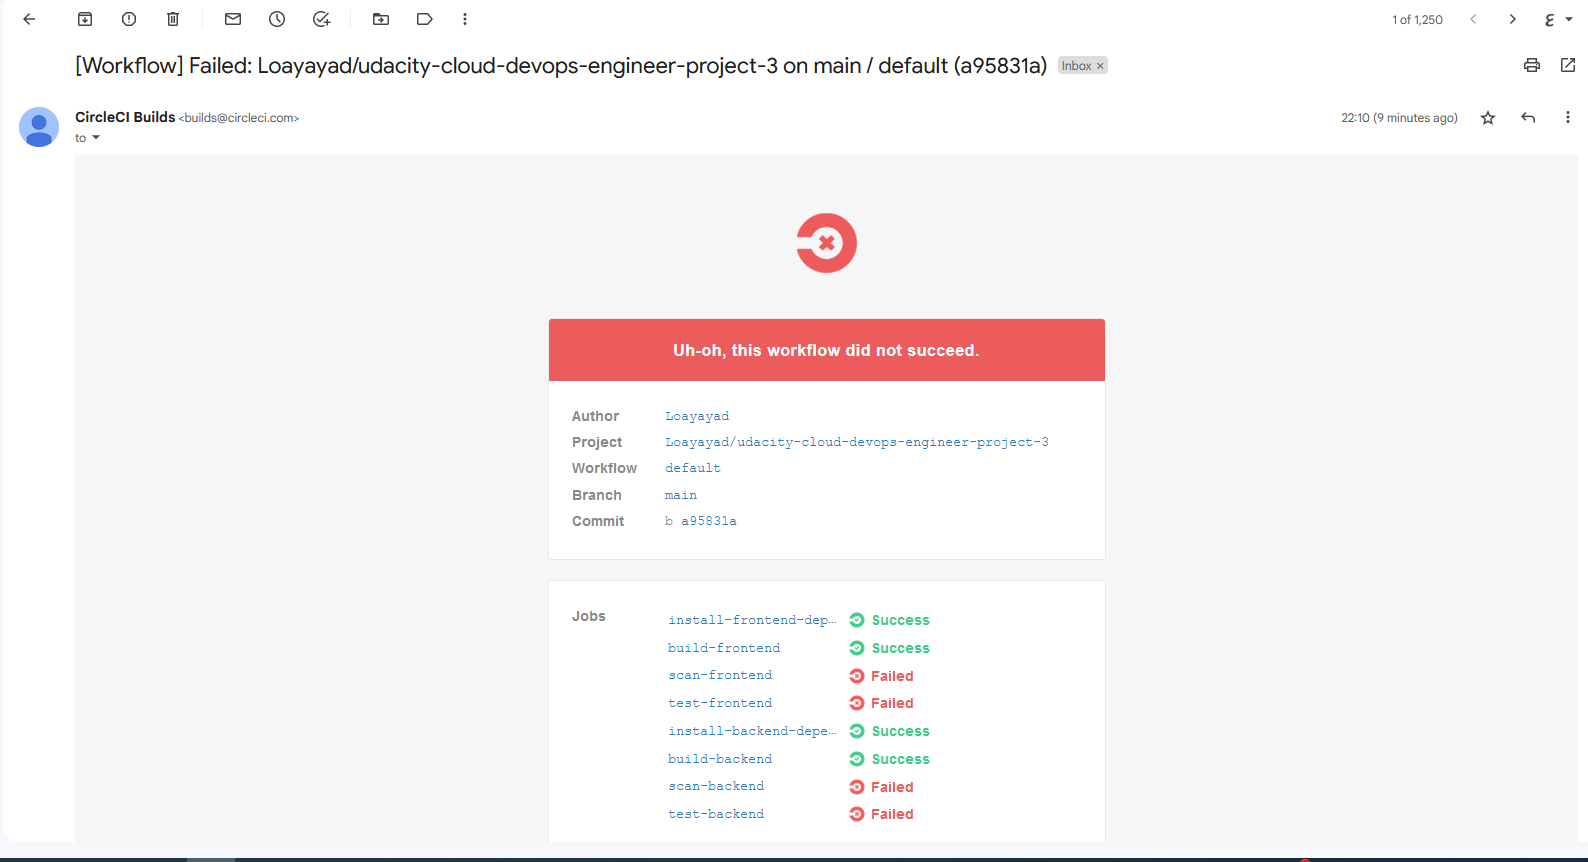 1 of 1,250
[Workflow] Failed: Loayayad/udacity-cloud-devops-engineer-project-3 on main / default (a95831a) Inbox ×
CircleCI Builds <builds@circleci.com> 22:10 (9 minutes ago)
to
Uh-oh, this workflow did not succeed.
Author Loayayad
Project Loayayad/udacity-cloud-devops-engineer-project-3
Workflow default
Branch main
Commit b a95831a
Jobs install-frontend-dep… Success
build-frontend Success
scan-frontend Failed
test-frontend Failed
install-backend-depe… Success
build-backend Success
scan-backend Failed
test-backend Failed